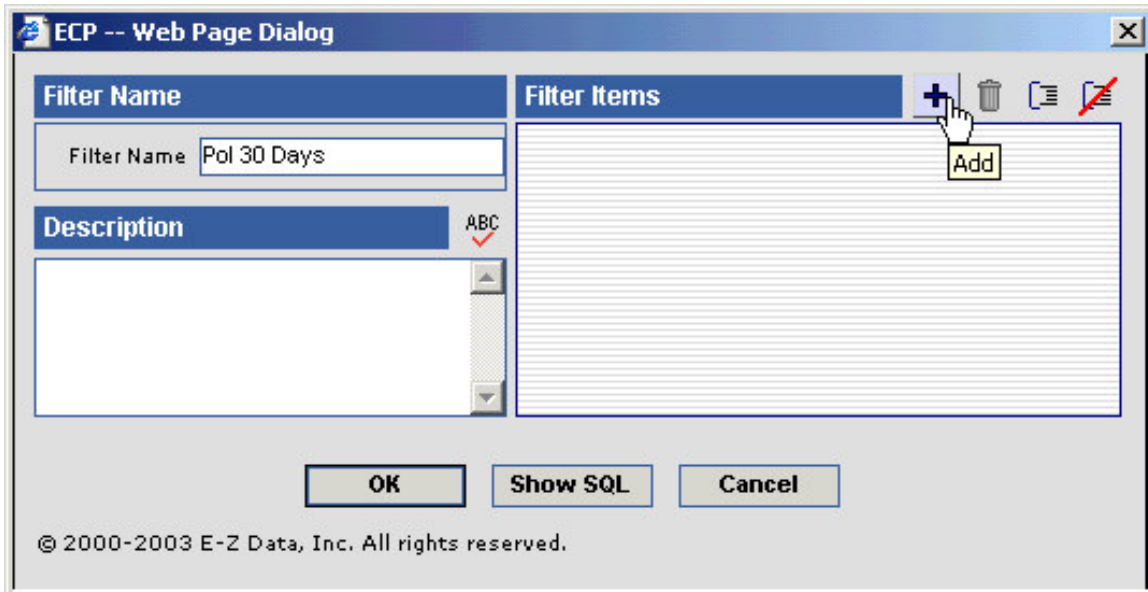 ECP -- Web Page Dialog
Filter Name
Filter Items
Filter Name Pol 30 Days
Add
Description
ABC
OK
Show SQL
Cancel
© 2000-2003 E-Z Data, Inc. All rights reserved.